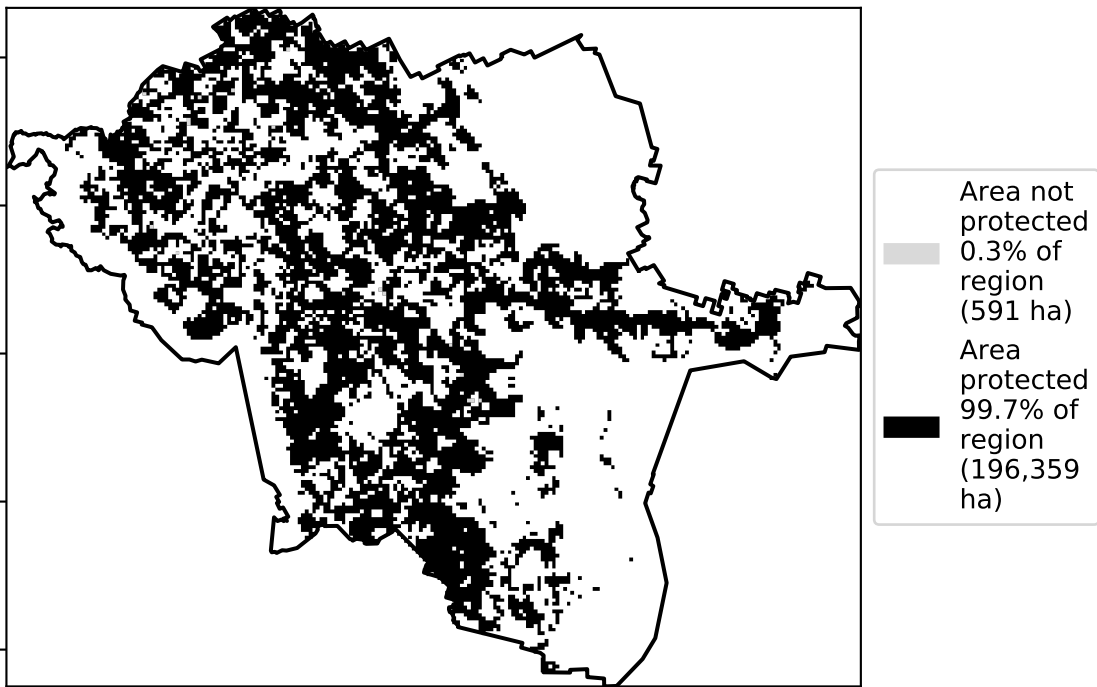 Area not
protected
0.3% of
region
(591 ha)
Area
protected
99.7% of
region
(196,359
ha)